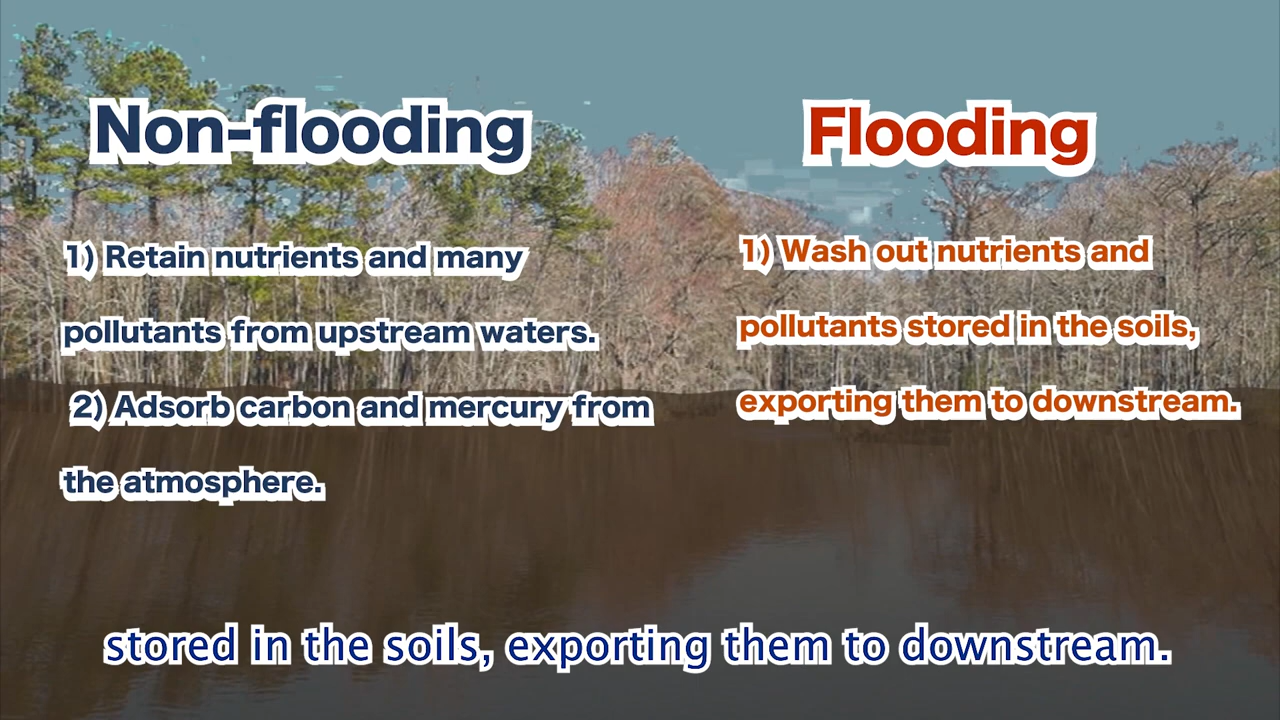 Non-flooding
1) Retain nutrients and many
pollutants from upstream waters.
2) Adsorb carbon and mercury from
the atmosphere.
Flooding
1) Wash out nutrients and
pollutants stored in the soils,
exporting them to downstream.
stored in the soils, exporting them to downstream.